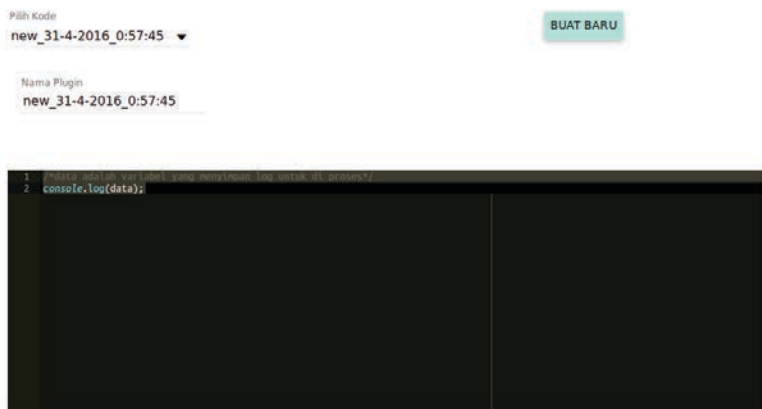 Pilih Kode
new_31-4-2016_0:57:45
BUAT BARU
Nama Plugin
new_31-4-2016_0:57:45
1 /*data adalah variabel yang menyimpan log untuk di proses*/
2 console.log(data);